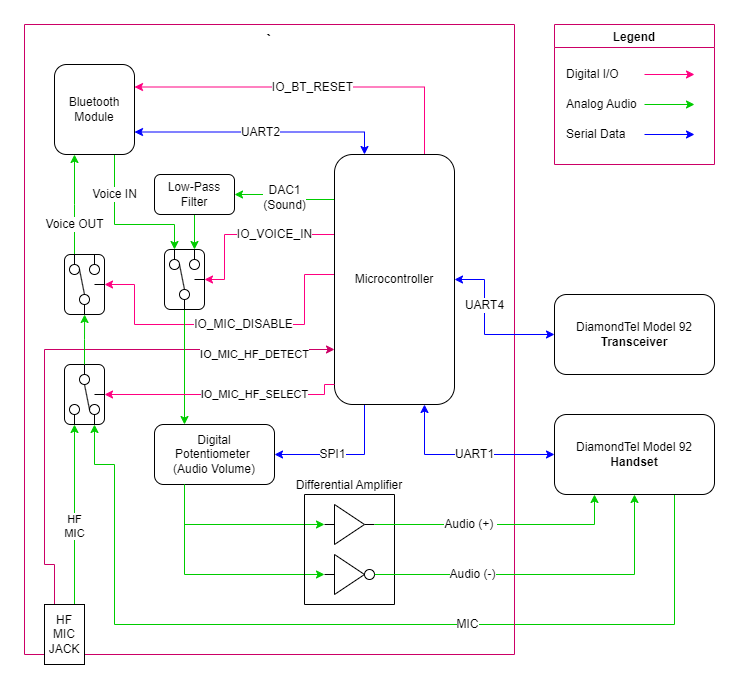 `
Legend
Digital I/O
Analog Audio
Serial Data
Bluetooth
Module
IO_BT_RESET
UART2
Voice IN
Low-Pass
Filter
DAC1
(Sound)
Voice OUT
IO_VOICE_IN
Microcontroller
UART4
IO_MIC_DISABLE
DiamondTel Model 92
Transceiver
IO_MIC_HF_DETECT
IO_MIC_HF_SELECT
Digital
Potentiometer
(Audio Volume)
SPI1
UART1
DiamondTel Model 92
Handset
Differential Amplifier
HF
MIC
Audio (+)
Audio (-)
MIC
HF
MIC
JACK